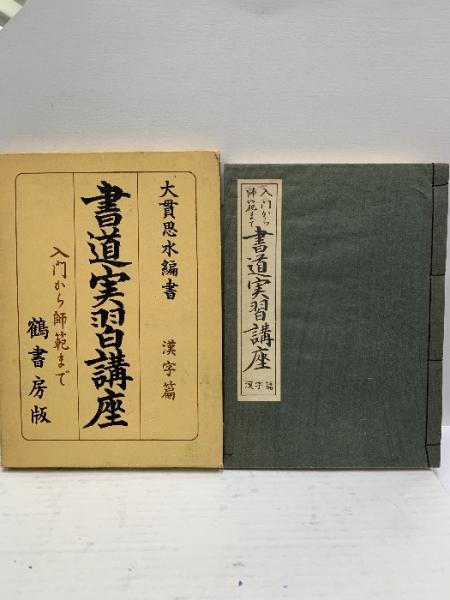 大貫思水編書 漢字篇
書道実習講座
入門から師範まで
鶴書房版
入門から
師範まで
書道実習講座
漢字篇